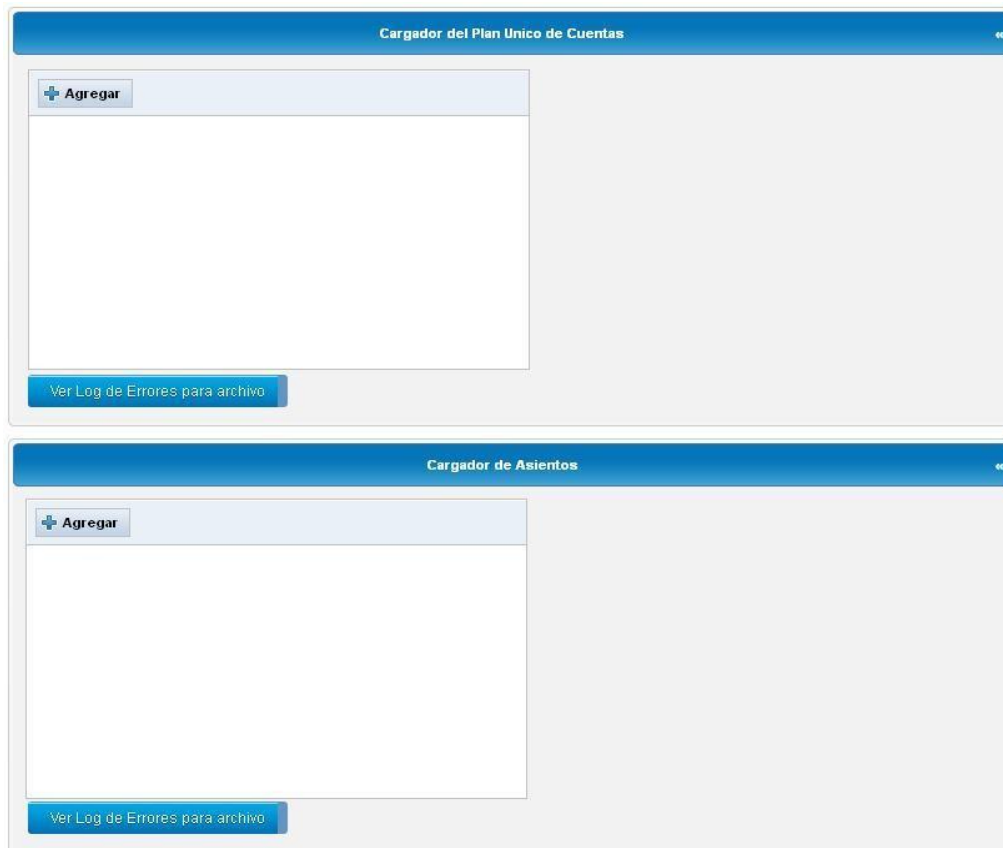 Cargador del Plan Unico de Cuentas «
Agregar
Ver Log de Errores para archivo
Cargador de Asientos «
Agregar
Ver Log de Errores para archivo